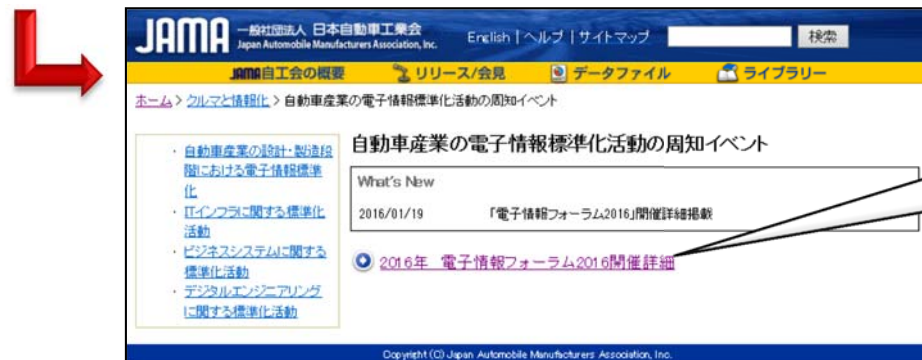 JAMA 一般社団法人 日本自動車工業会
Japan Automobile Manufacturers Association, Inc.
English | ヘルプ | サイトマップ 検索
JAMA自工会の概要 リリース/会見 データファイル ライブラリー
ホーム > クルマと情報化 > 自動車産業の電子情報標準化活動の周知イベント
・ 自動車産業の設計・製造段
階における電子情報標準
化
・ ITインフラに関する標準化
活動
・ ビジネスシステムに関する
標準化活動
・ デジタルエンジニアリング
に関する標準化活動
自動車産業の電子情報標準化活動の周知イベント
What's New
2016/01/19 「電子情報フォーラム2016」開催詳細掲載
2016年 電子情報フォーラム2016開催詳細
Copyright (C) Japan Automobile Manufacturers Association, Inc.